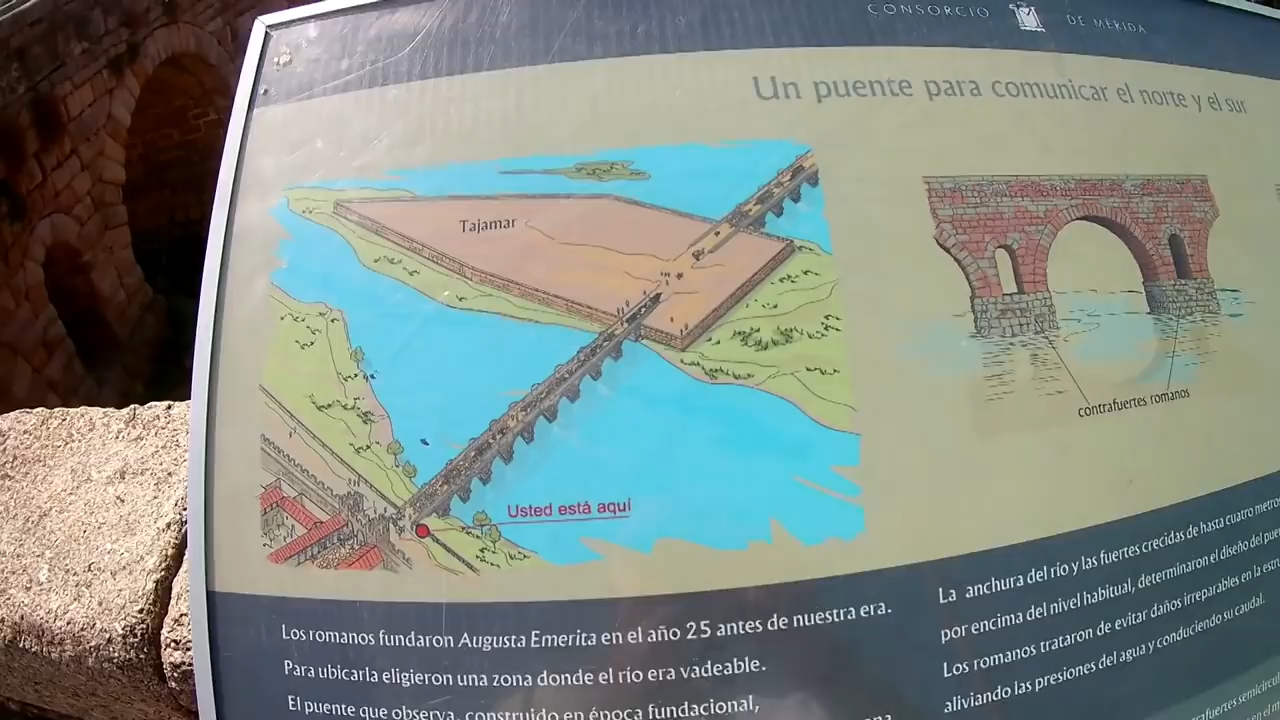 CONSORCIO DE MÉRIDA
Un puente para comunicar el norte y el sur
Tajamar
contrafuertes romanos
Usted está aquí
Los romanos fundaron Augusta Emerita en el año 25 antes de nuestra era.
Para ubicarla eligieron una zona donde el río era vadeable.
El puente que observa, construido en época fundacional,
La anchura del río y las fuertes crecidas de hasta cuatro metros
por encima del nivel habitual, determinaron el diseño del
Los romanos trataron de evitar daños irreparables en la
aliviando las presiones del agua y conduciendo su caudal.